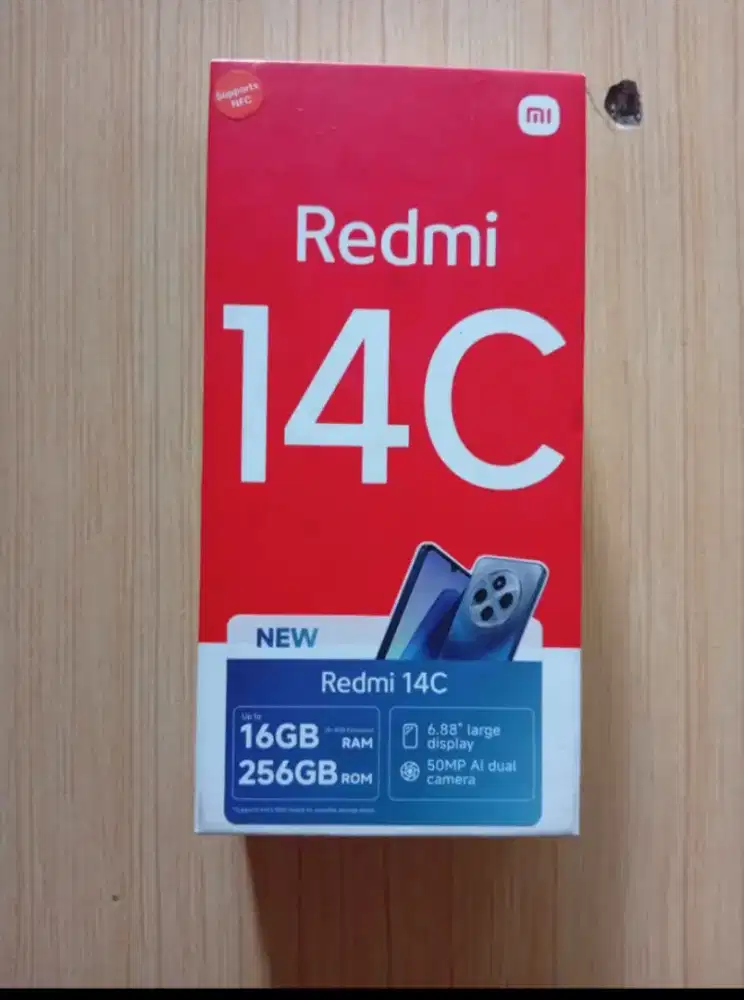 Supports
NFC
mi
Redmi
14C
NEW
Redmi 14C
Up to
16GB
RAM
256GB ROM
6.88" large
display
50MP AI dual
camera